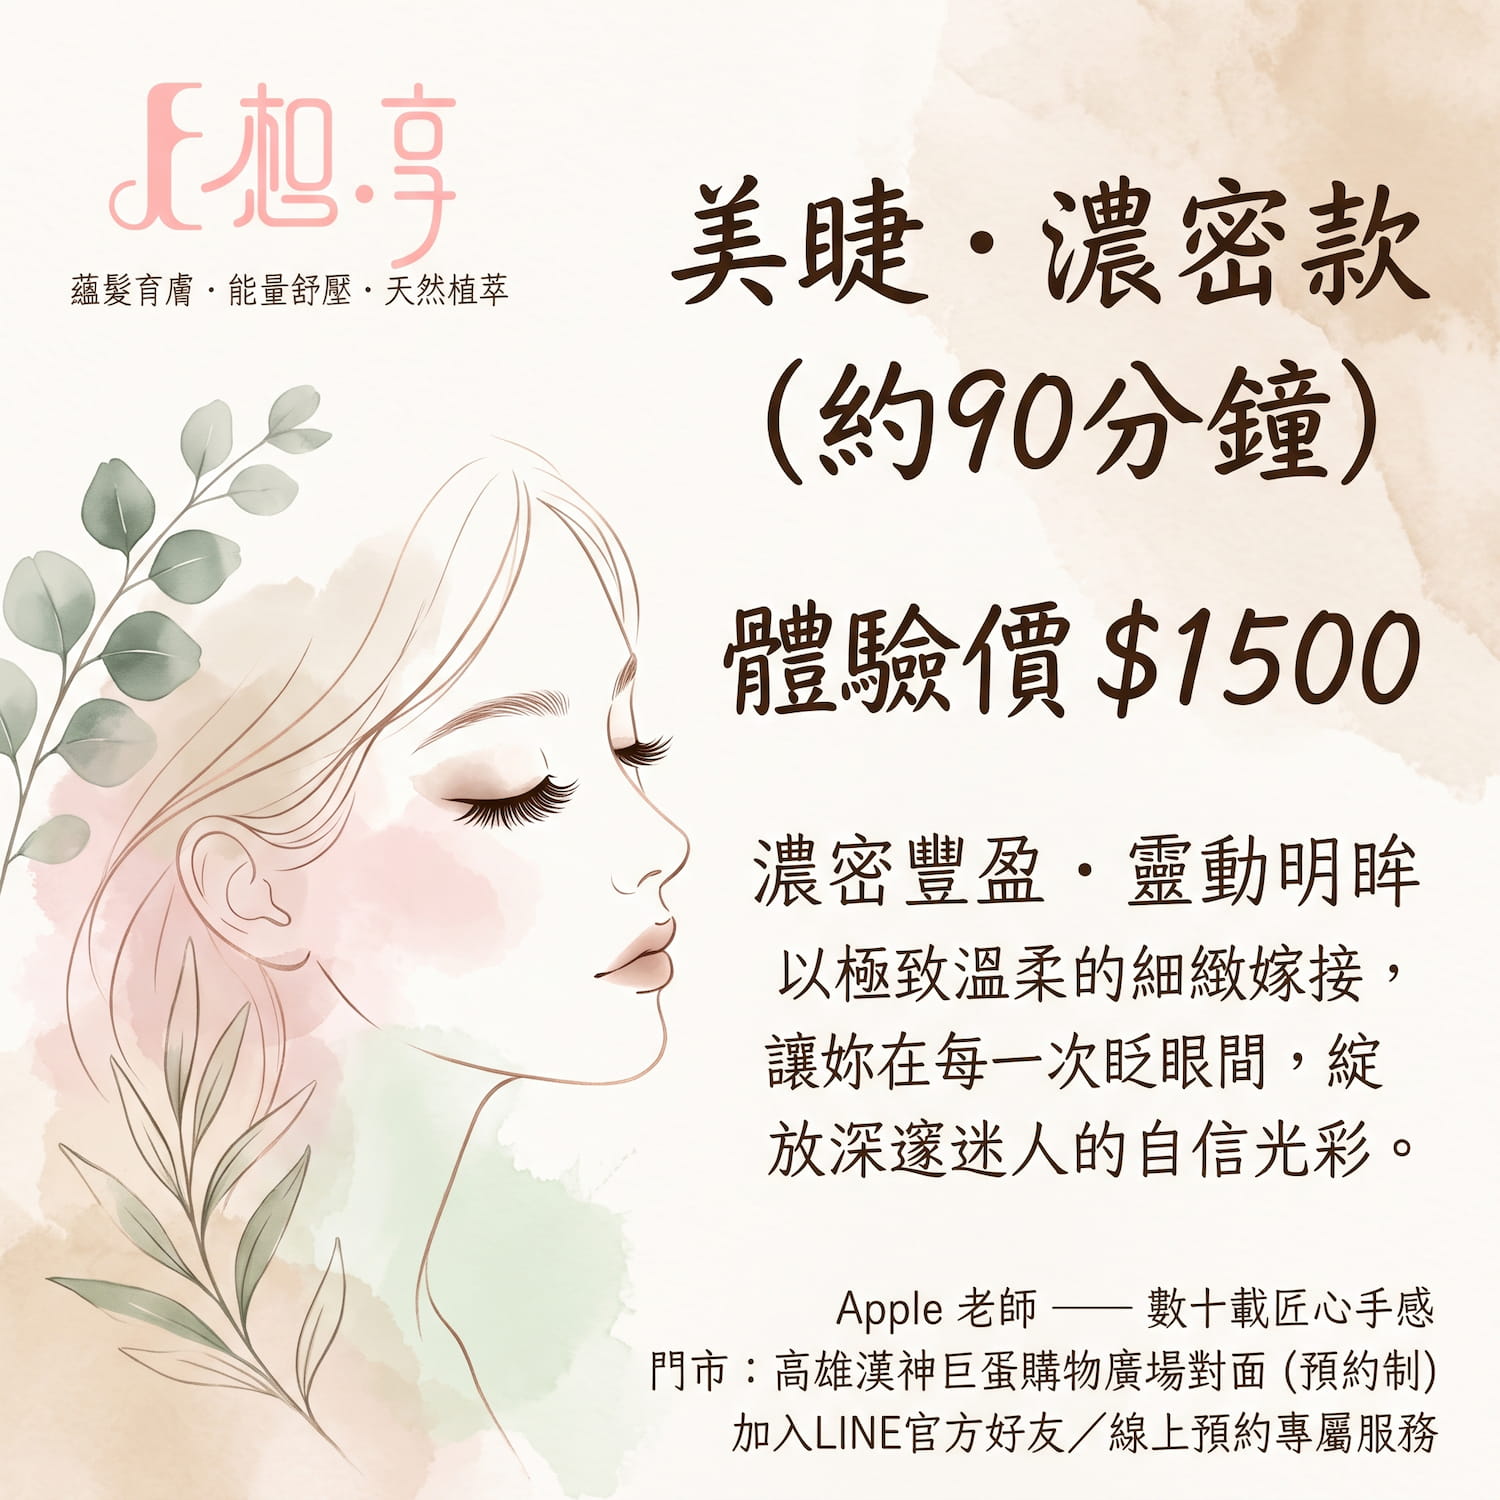 想·享
蘊髮育膚·能量舒壓·天然植萃
美睫·濃密款
(約90分鐘)
體驗價 $1500
濃密豐盈·靈動明眸
以極致溫柔的細緻嫁接，
讓妳在每一次眨眼間，綻
放深邃迷人的自信光彩。
Apple 老師 —— 數十載匠心手感
門市：高雄漢神巨蛋購物廣場對面 (預約制)
加入LINE官方好友／線上預約專屬服務